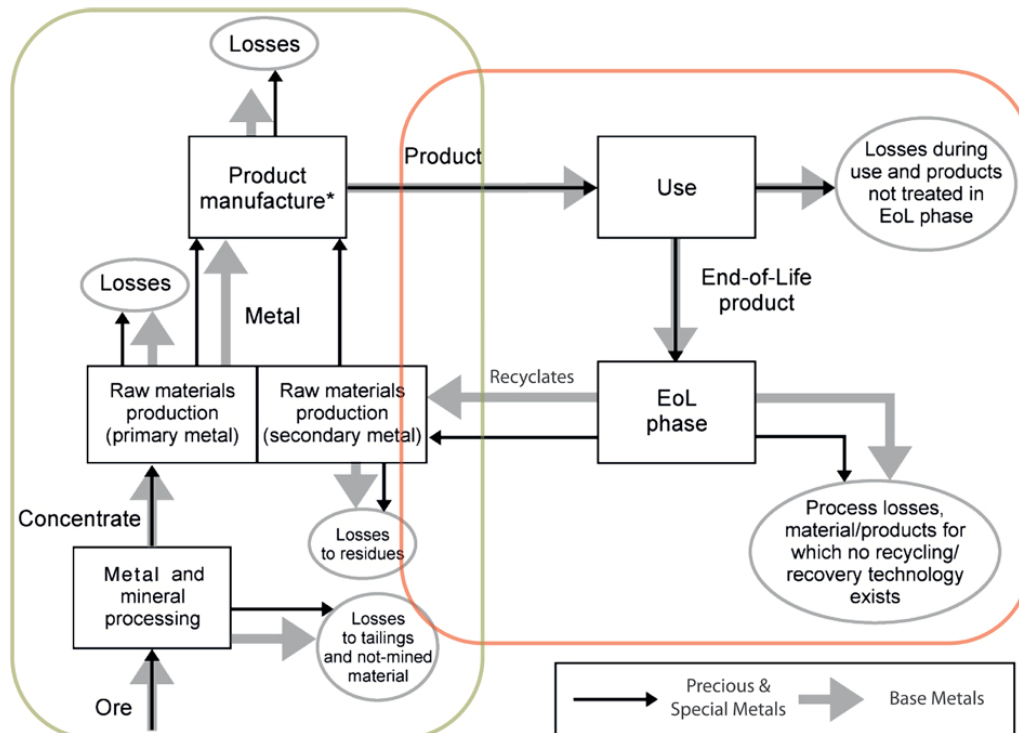 Losses
Product
manufacture*
Product
Use
Losses during
use and products
not treated in
EoL phase
Losses
Metal
End-of-Life
product
Raw materials
production
(primary metal)
Raw materials
production
(secondary metal)
Recyclates
EoL
phase
Concentrate
Losses
to residues
Process losses,
material/products for
which no recycling/
recovery technology
exists
Metal and
mineral
processing
Losses
to tailings
and not-mined
material
Ore
Precious &
Special Metals
Base Metals